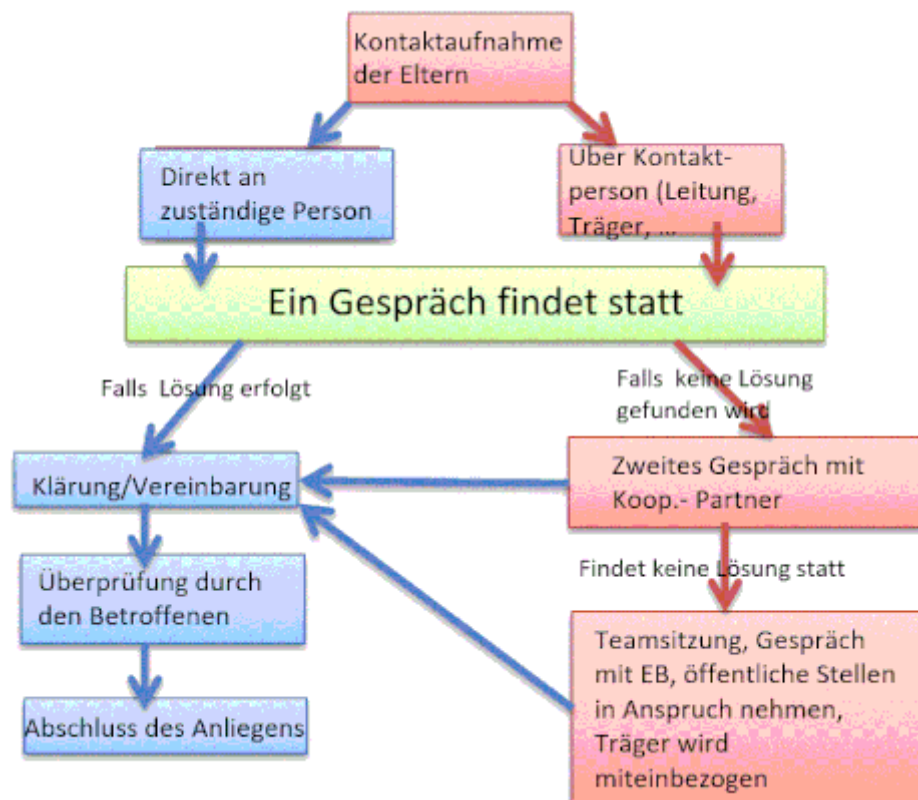 Kontaktaufnahme
der Eltern
Direkt an
zuständige Person
Über Kontakt-
person (Leitung,
Träger, ...
Ein Gespräch findet statt
Falls Lösung erfolgt
Falls keine Lösung
gefunden wird
Klärung/Vereinbarung
Zweites Gespräch mit
Koop.- Partner
Überprüfung durch
den Betroffenen
Findet keine Lösung statt
Abschluss des Anliegens
Teamsitzung, Gespräch
mit EB, öffentliche Stellen
in Anspruch nehmen,
Träger wird
miteinbezogen